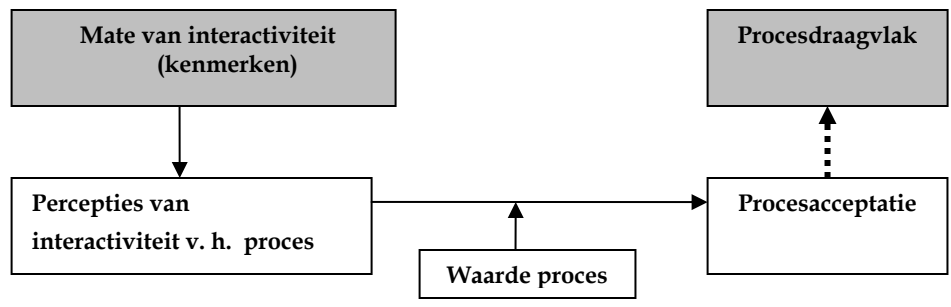 Mate van interactiviteit
(kenmerken)
Procesdraagvlak
Percepties van
interactiviteit v. h. proces
Procesacceptatie
Waarde proces